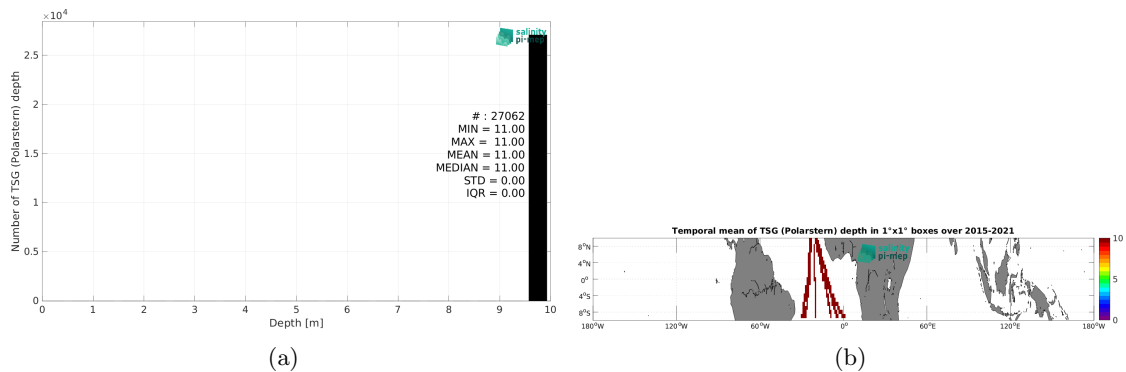 ×10⁴
2.5
2
1.5
1
0.5
0
Number of TSG (Polarstern) depth
salinity
pi-mep
# : 27062
MIN = 11.00
MAX = 11.00
MEAN = 11.00
MEDIAN = 11.00
STD = 0.00
IQR = 0.00
0 1 2 3 4 5 6 7 8 9 10
Depth [m]
(a)
Temporal mean of TSG (Polarstern) depth in 1°x1° boxes over 2015-2021
8°N
4°N
0°
4°S
8°S
salinity
pi-mep
180°W 120°W 60°W 0° 60°E 120°E 180°W
10
5
0
(b)